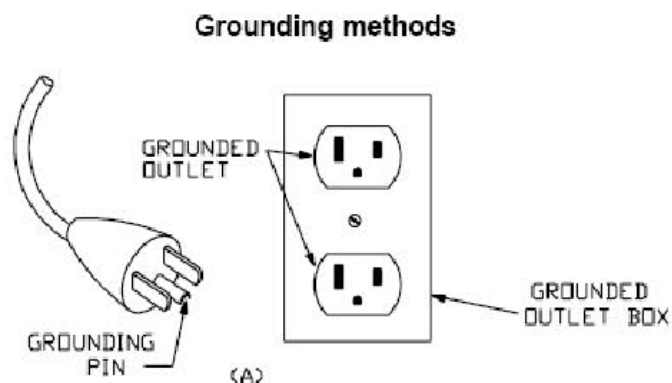 Grounding methods
GROUNDED
OUTLET
GROUNDED
OUTLET BOX
GROUNDING
PIN
(A)